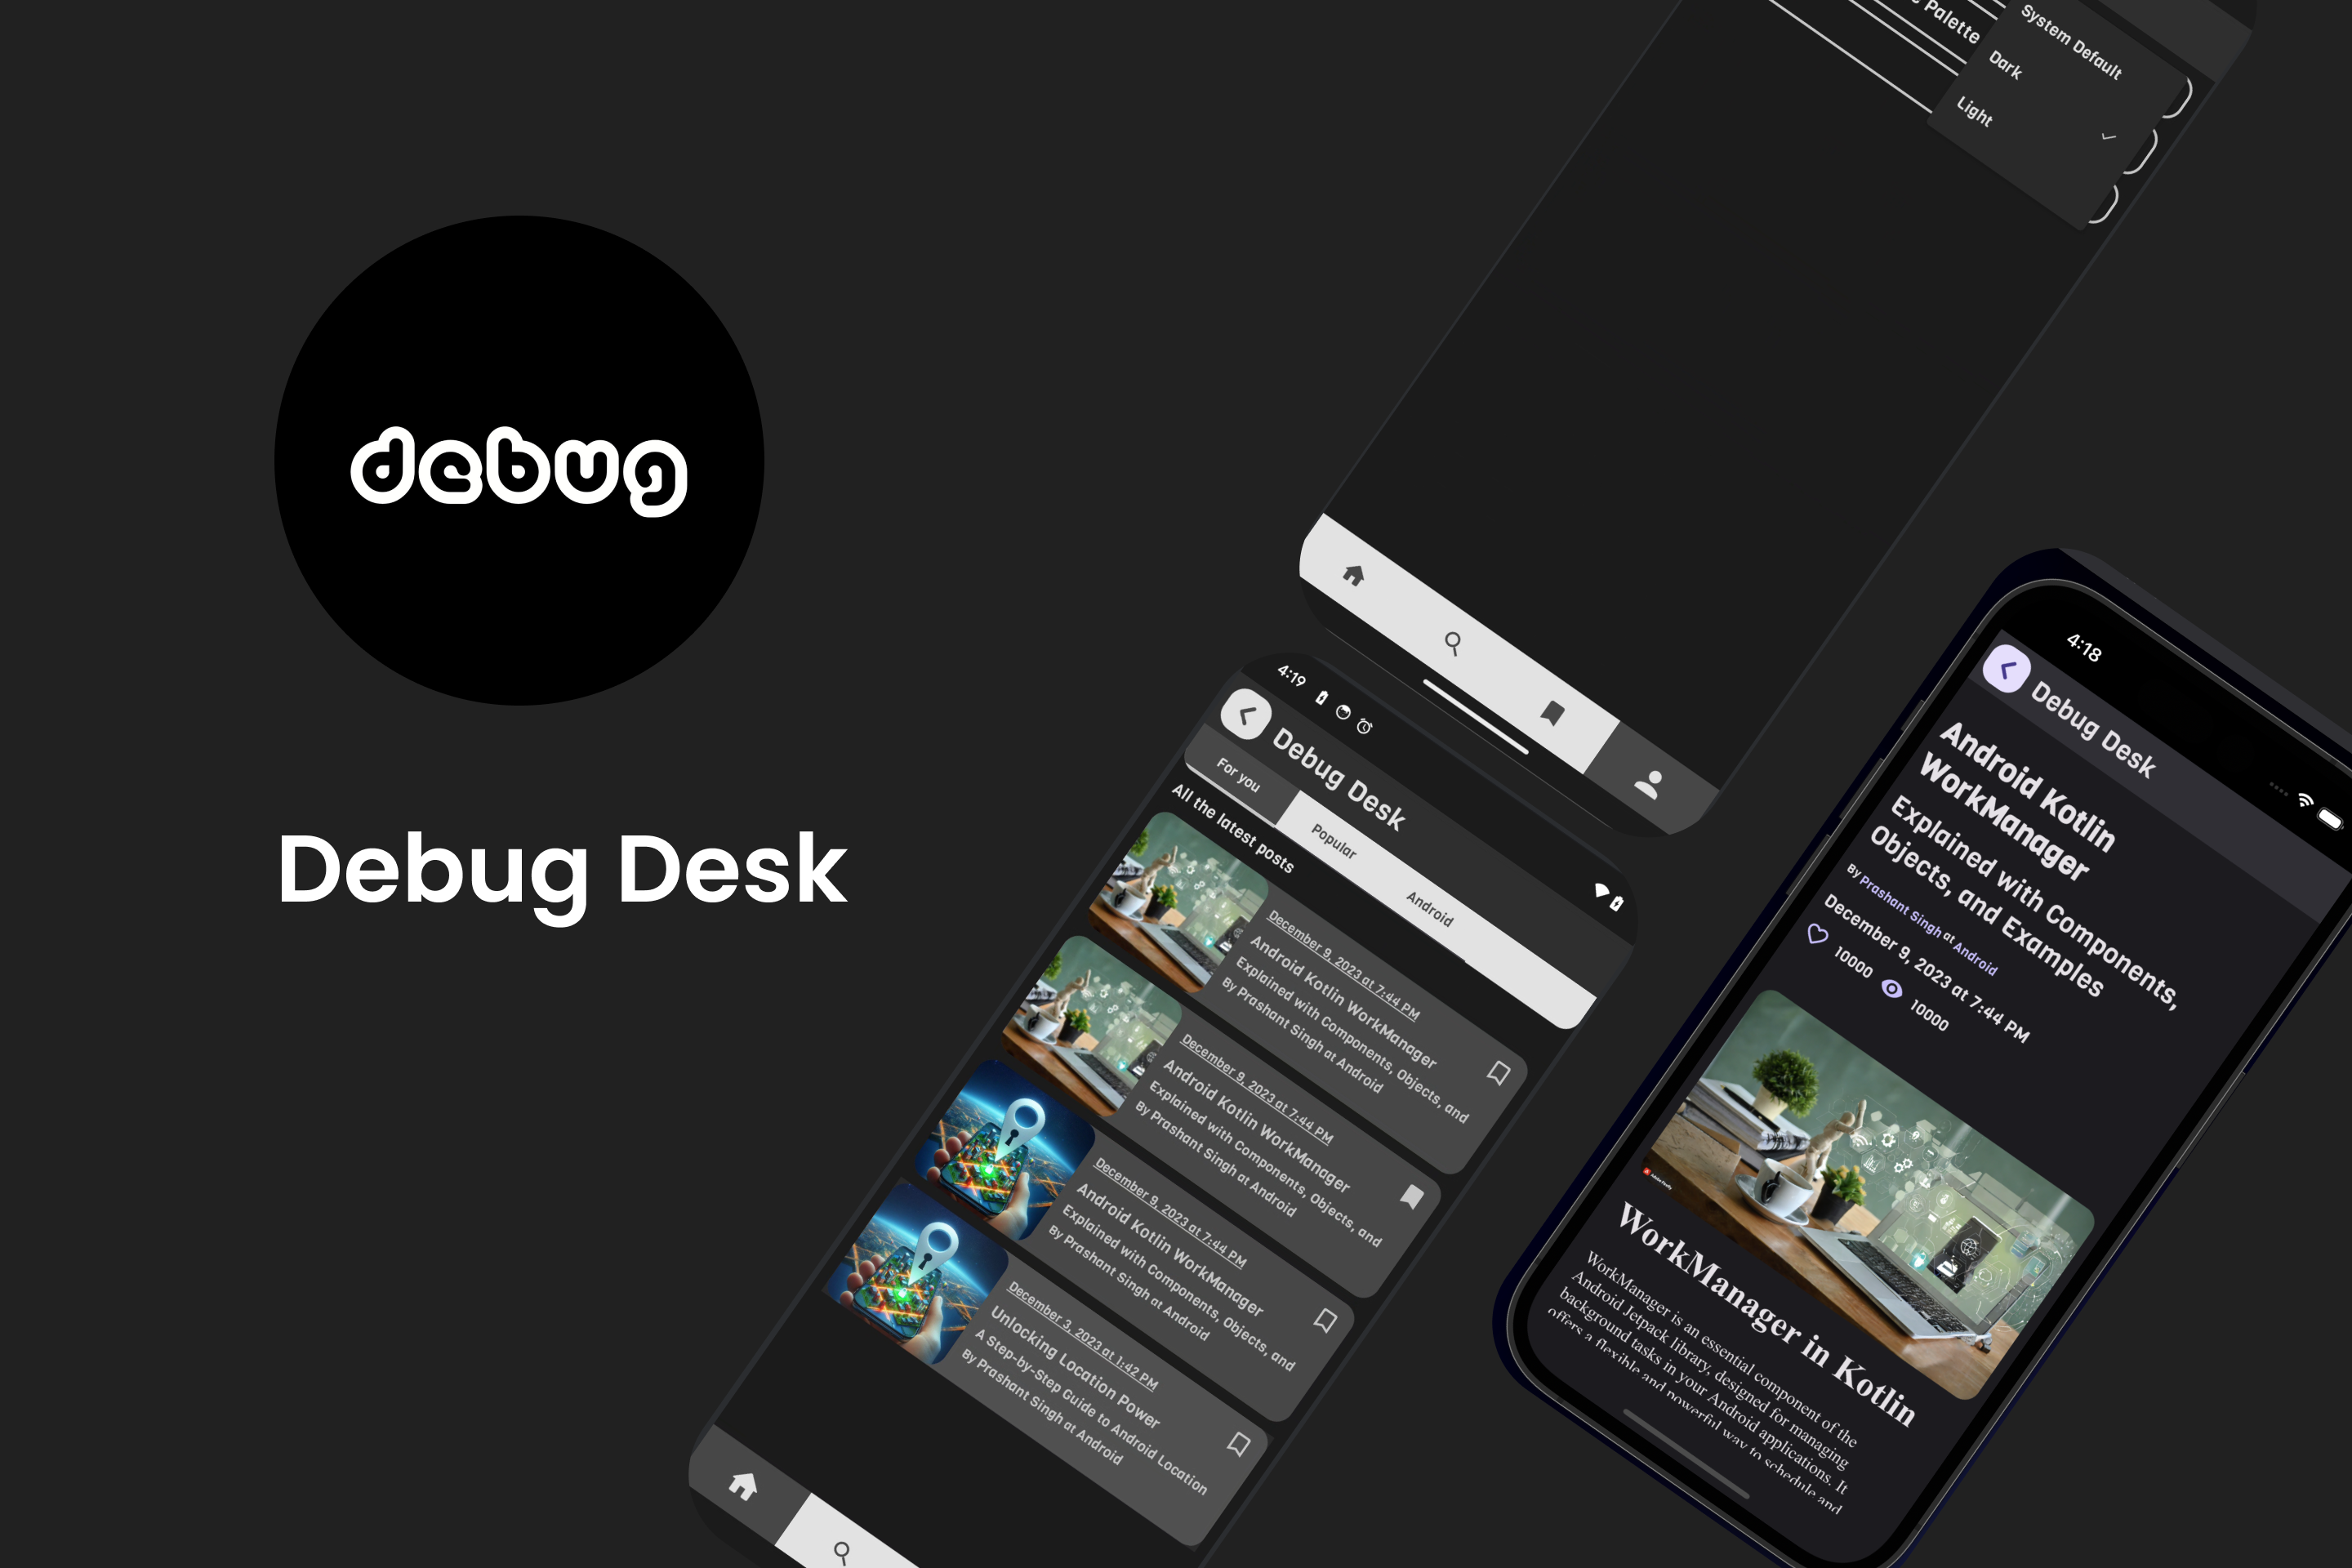 debug
Debug Desk
Palette
System Default
Dark
Light
4:19
Debug Desk
For you
Popular
Android
All the latest posts
December 9, 2023 at 7:44 PM
Android Kotlin WorkManager
Explained with Components, Objects, and
By Prashant Singh at Android
December 9, 2023 at 7:44 PM
Android Kotlin WorkManager
Explained with Components, Objects, and
By Prashant Singh at Android
December 9, 2023 at 7:44 PM
Android Kotlin WorkManager
Explained with Components, Objects, and
By Prashant Singh at Android
December 3, 2023 at 1:42 PM
Unlocking Location Power
A Step-by-Step Guide to Android Location
By Prashant Singh at Android
4:18
Debug Desk
Android Kotlin
WorkManager
Explained with Components,
Objects, and Examples
By Prashant Singh at Android
December 9, 2023 at 7:44 PM
10000
10000
Adobe Firefly
WorkManager in Kotlin
WorkManager is an essential component of the
Android Jetpack library, designed for managing
background tasks in your Android applications. It
offers a flexible and powerful way to schedule and